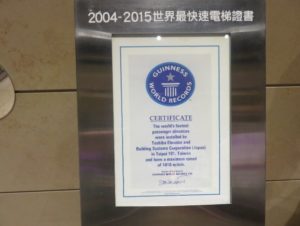 2004-2015世界最快速電梯證書
GUINNESS
WORLD RECORDS
CERTIFICATE
The world's fastest
passenger elevators
were installed by
Toshiba Elevator and
Building Systems Corporation (Japan)
in Taipei 101, Taiwan
and have a maximum speed
of 1010 m/min.